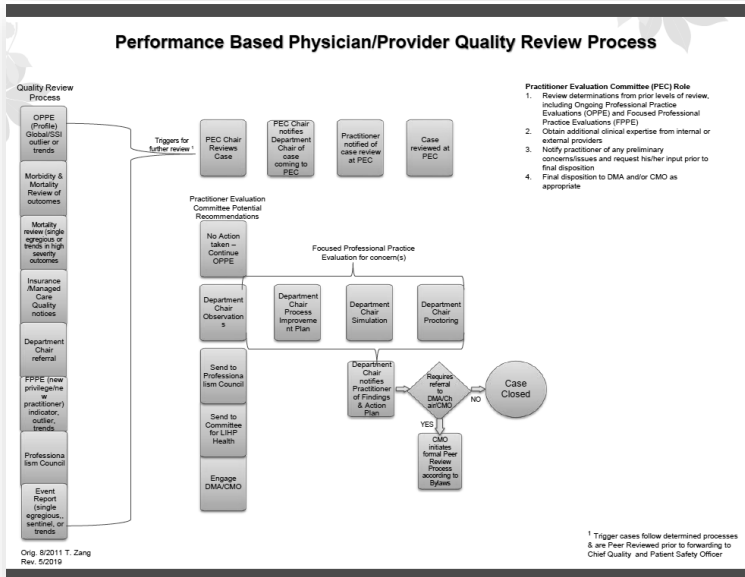 Performance Based Physician/Provider Quality Review Process
Quality Review
Process
OPPE
(Profile)
Global/SSI
outlier or
trends
Morbidity &
Mortality
Review of
outcomes
Mortality
review (single
egregious or
trends in high
severity
outcomes
Insurance
/Managed
Care
Quality
notices
Department
Chair
referral
FPPE (new
privilege/ne
w
practitioner)
indicator,
outlier,
trends
Professiona
lism Council
Event
Report
(single
egregious,,
sentinel, or
trends
Orig. 8/2011 T. Zang
Rev. 5/2019
Triggers for
further review 1
PEC Chair
Reviews
Case
PEC Chair
notifies
Department
Chair of
case
coming to
PEC
Practitioner
notified of
case review
at PEC
Case
reviewed at
PEC
Practitioner Evaluation Committee (PEC) Role
1. Review determinations from prior levels of review,
including Ongoing Professional Practice
Evaluations (OPPE) and Focused Professional
Practice Evaluations (FPPE)
2. Obtain additional clinical expertise from internal or
external providers
3. Notify practitioner of any preliminary
concerns/issues and request his/her input prior to
final disposition
4. Final disposition to DMA and/or CMO as
appropriate
Practitioner Evaluation
Committee Potential
Recommendations
No Action
taken –
Continue
OPPE
Focused Professional Practice
Evaluation for concern(s)
Department
Chair
Observation
s
Department
Chair
Process
Improveme
nt Plan
Department
Chair
Simulation
Department
Chair
Proctoring
Send to
Professiona
lism Council
Send to
Committee
for LIHP
Health
Engage
DMA/CMO
Department
Chair
notifies
Practitioner
of Findings
& Action
Plan
Requires
referral
to
DMA/Ch
air/CMO
NO
Case
Closed
YES
CMO
initiates
formal Peer
Review
Process
according to
Bylaws
1 Trigger cases follow determined processes
& are Peer Reviewed prior to forwarding to
Chief Quality and Patient Safety Officer